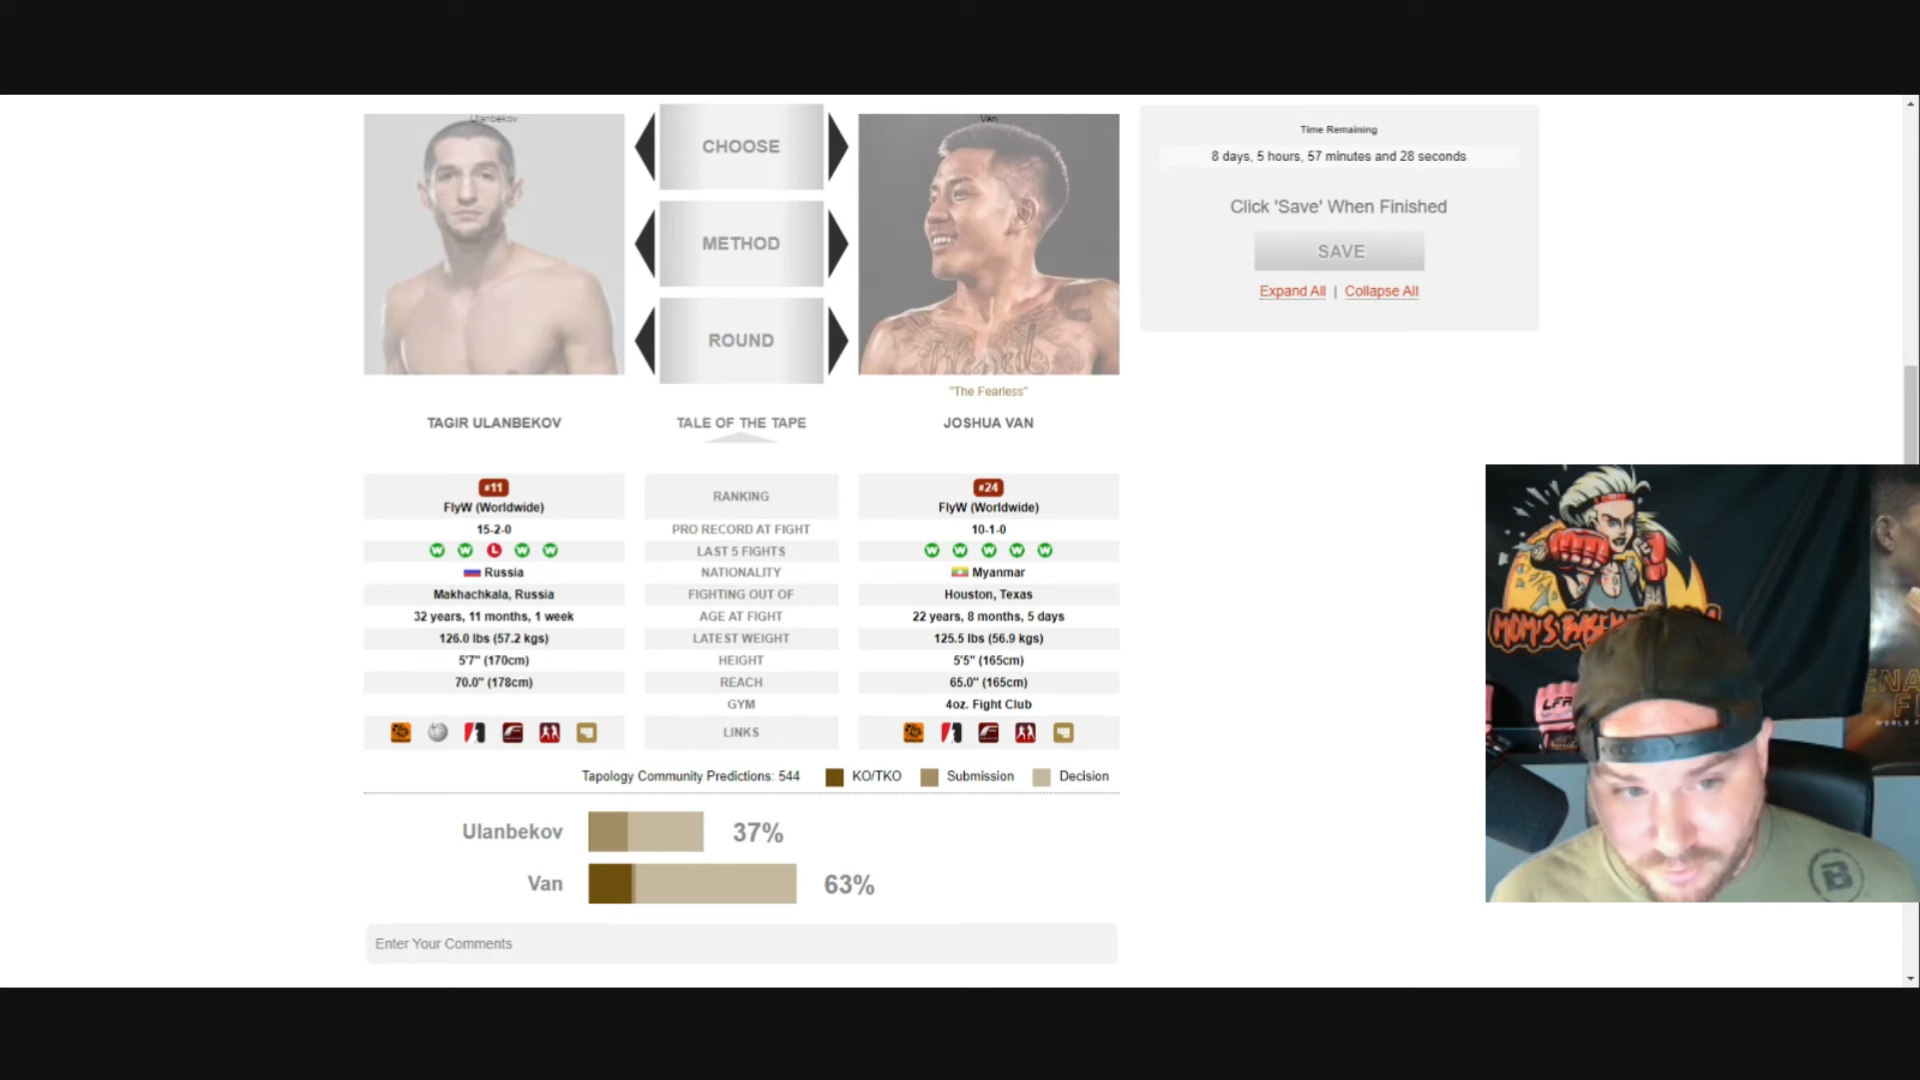 Ulanbekov
Van
CHOOSE
METHOD
ROUND
Time Remaining
8 days, 5 hours, 57 minutes and 28 seconds
Click 'Save' When Finished
SAVE
Expand All | Collapse All
"The Fearless"
TAGIR ULANBEKOV
TALE OF THE TAPE
JOSHUA VAN
#11
FlyW (Worldwide)
RANKING
#24
FlyW (Worldwide)
15-2-0
PRO RECORD AT FIGHT
10-1-0
W W L W W
LAST 5 FIGHTS
W W W W W
Russia
NATIONALITY
Myanmar
Makhachkala, Russia
FIGHTING OUT OF
Houston, Texas
32 years, 11 months, 1 week
AGE AT FIGHT
22 years, 8 months, 5 days
126.0 lbs (57.2 kgs)
LATEST WEIGHT
125.5 lbs (56.9 kgs)
5'7" (170cm)
HEIGHT
5'5" (165cm)
70.0" (178cm)
REACH
65.0" (165cm)
GYM
4oz. Fight Club
LINKS
Tapology Community Predictions: 544
KO/TKO
Submission
Decision
Ulanbekov
37%
Van
63%
Enter Your Comments
MOM'S
LFA
B